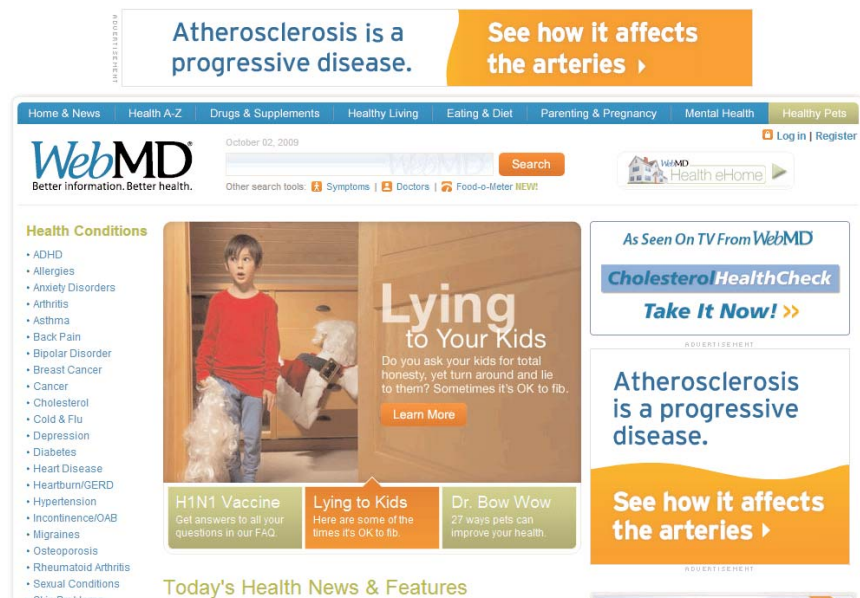 ADVERTISEMENT
Atherosclerosis is a
progressive disease.
See how it affects
the arteries
Home & News
Health A-Z
Drugs & Supplements
Healthy Living
Eating & Diet
Parenting & Pregnancy
Mental Health
Healthy Pets
Log in | Register
October 02, 2009
WebMD
Better information. Better health.
WebMD
Search
Other search tools: Symptoms | Doctors | Food-o-Meter NEW!
WebMD
Health eHome
Health Conditions
• ADHD
• Allergies
• Anxiety Disorders
• Arthritis
• Asthma
• Back Pain
• Bipolar Disorder
• Breast Cancer
• Cancer
• Cholesterol
• Cold & Flu
• Depression
• Diabetes
• Heart Disease
• Heartburn/GERD
• Hypertension
• Incontinence/OAB
• Migraines
• Osteoporosis
• Rheumatoid Arthritis
• Sexual Conditions
Lying
to Your Kids
Do you ask your kids for total
honesty, yet turn around and lie
to them? Sometimes it's OK to fib.
Learn More
H1N1 Vaccine
Get answers to all your
questions in our FAQ.
Lying to Kids
Here are some of the
times it's OK to fib.
Dr. Bow Wow
27 ways pets can
improve your health.
Today's Health News & Features
As Seen On TV From WebMD
CholesterolHealthCheck
Take It Now! >>
ADVERTISEMENT
Atherosclerosis
is a progressive
disease.
See how it affects
the arteries
ADVERTISEMENT